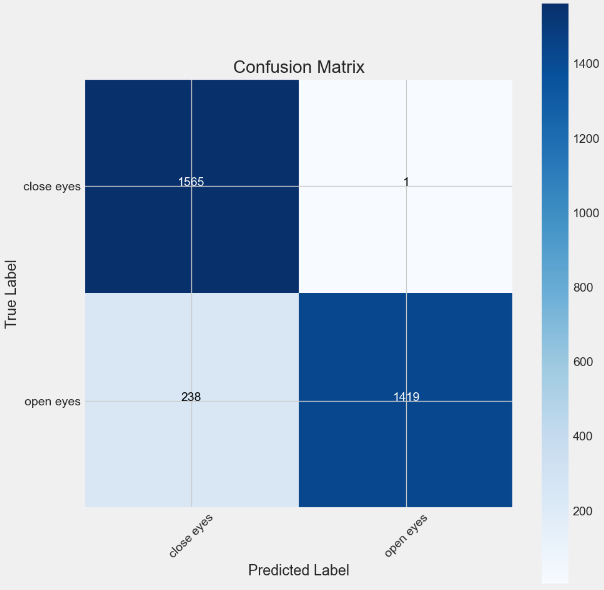 Confusion Matrix
True Label
close eyes
1565
1
open eyes
238
1419
close eyes
open eyes
Predicted Label
1400
1200
1000
800
600
400
200